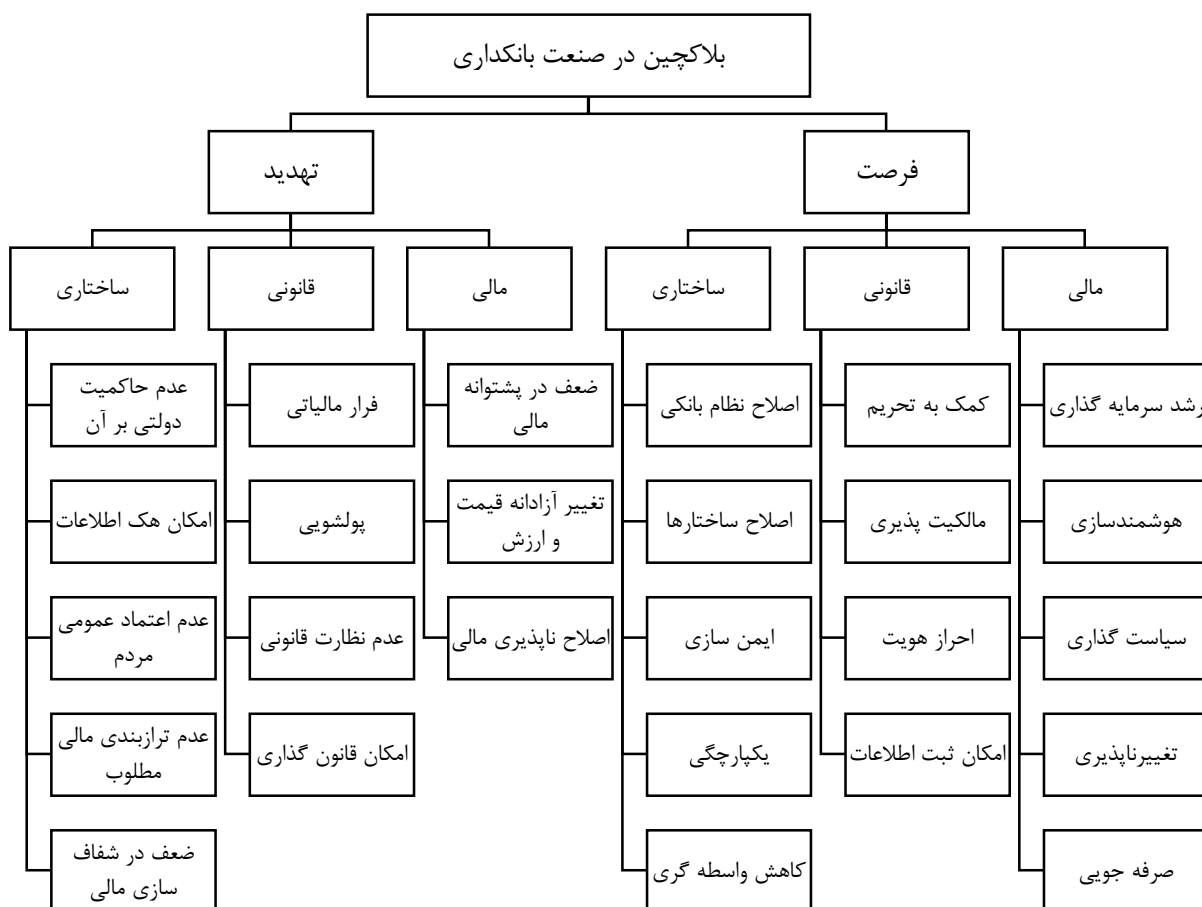 بلاکچین در صنعت بانکداری
فرصت
تهدید
مالی
قانونی
ساختاری
مالی
قانونی
ساختاری
رشد سرمایه گذاری
هوشمندسازی
سیاست گذاری
تغییرناپذیری
صرفه جویی
کمک به تحریم
مالکیت پذیری
احراز هویت
امکان ثبت اطلاعات
اصلاح نظام بانکی
اصلاح ساختارها
ایمن سازی
یکپارچگی
کاهش واسطه گری
ضعف در پشتوانه
مالی
تغییر آزادانه قیمت
و ارزش
اصلاح ناپذیری مالی
فرار مالیاتی
پولشویی
عدم نظارت قانونی
امکان قانون گذاری
عدم حاکمیت
دولتی بر آن
امکان هک اطلاعات
عدم اعتماد عمومی
مردم
عدم ترازبندی مالی
مطلوب
ضعف در شفاف
سازی مالی